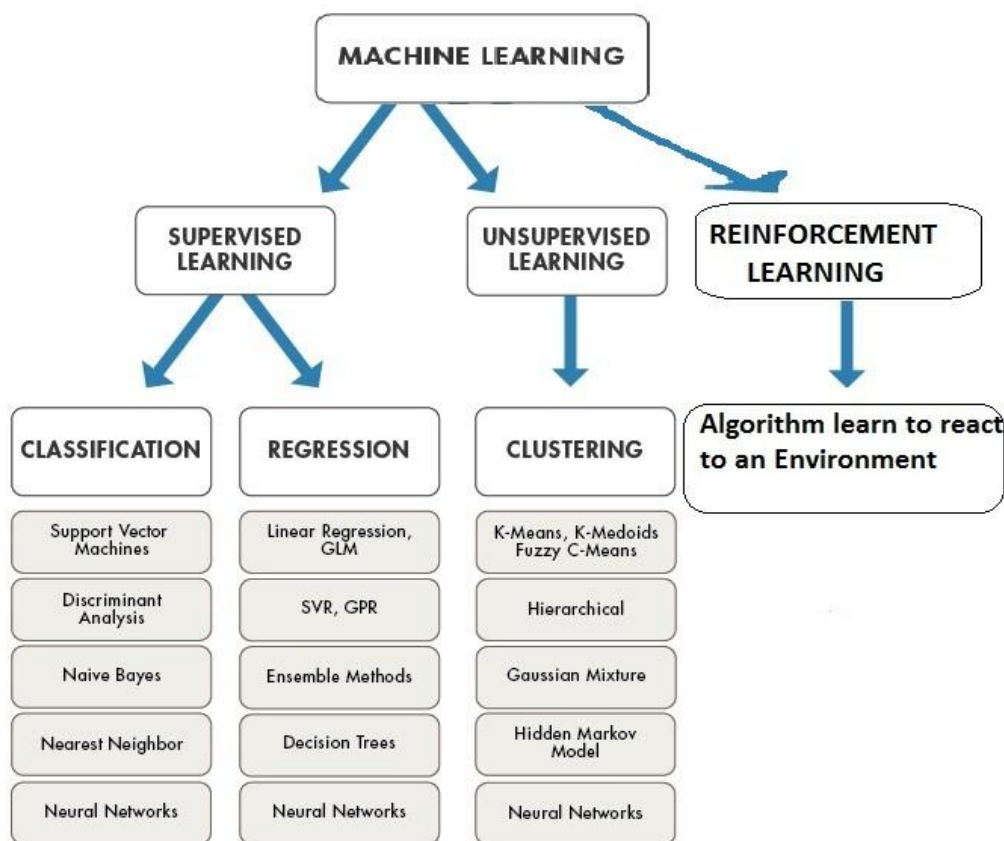 MACHINE LEARNING
SUPERVISED
LEARNING
UNSUPERVISED
LEARNING
REINFORCEMENT
LEARNING
CLASSIFICATION
REGRESSION
CLUSTERING
Algorithm learn to react
to an Environment
Support Vector
Machines
Linear Regression,
GLM
K-Means, K-Medoids
Fuzzy C-Means
Discriminant
Analysis
SVR, GPR
Hierarchical
Naive Bayes
Ensemble Methods
Gaussian Mixture
Nearest Neighbor
Decision Trees
Hidden Markov
Model
Neural Networks
Neural Networks
Neural Networks